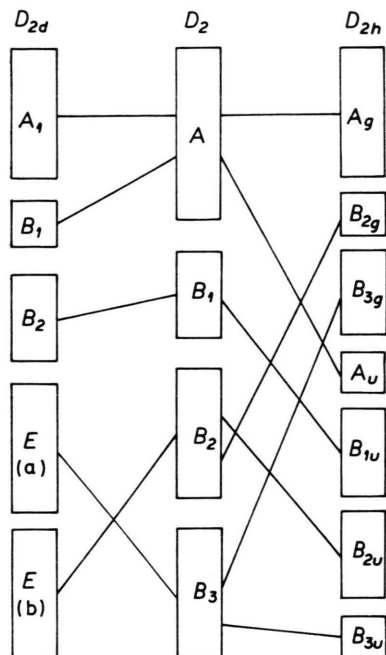 D2d D2 D2h
A1 A Ag
B1 B2g
B2 B1 B3g
Au
E (a) B2 B1u
B2u
E (b) B3 B3u